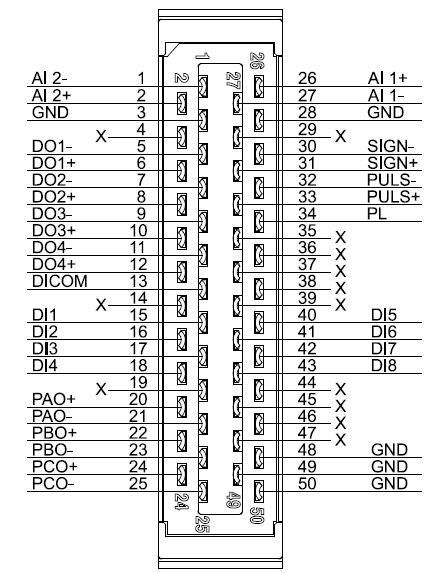 1 26
2 27
AI 2- 1 26 AI 1+
AI 2+ 2 27 AI 1-
GND 3 28 GND
X 4 29 X
DO1- 5 30 SIGN-
DO1+ 6 31 SIGN+
DO2- 7 32 PULS-
DO2+ 8 33 PULS+
DO3- 9 34 PL
DO3+ 10 35 X
DO4- 11 36 X
DO4+ 12 37 X
DICOM 13 38 X
X 14 39 X
DI1 15 40 DI5
DI2 16 41 DI6
DI3 17 42 DI7
DI4 18 43 DI8
X 19 44 X
PAO+ 20 45 X
PAO- 21 46 X
PBO+ 22 47 X
PBO- 23 48 GND
PCO+ 24 49 GND
PCO- 25 50 GND
24 49
25 50